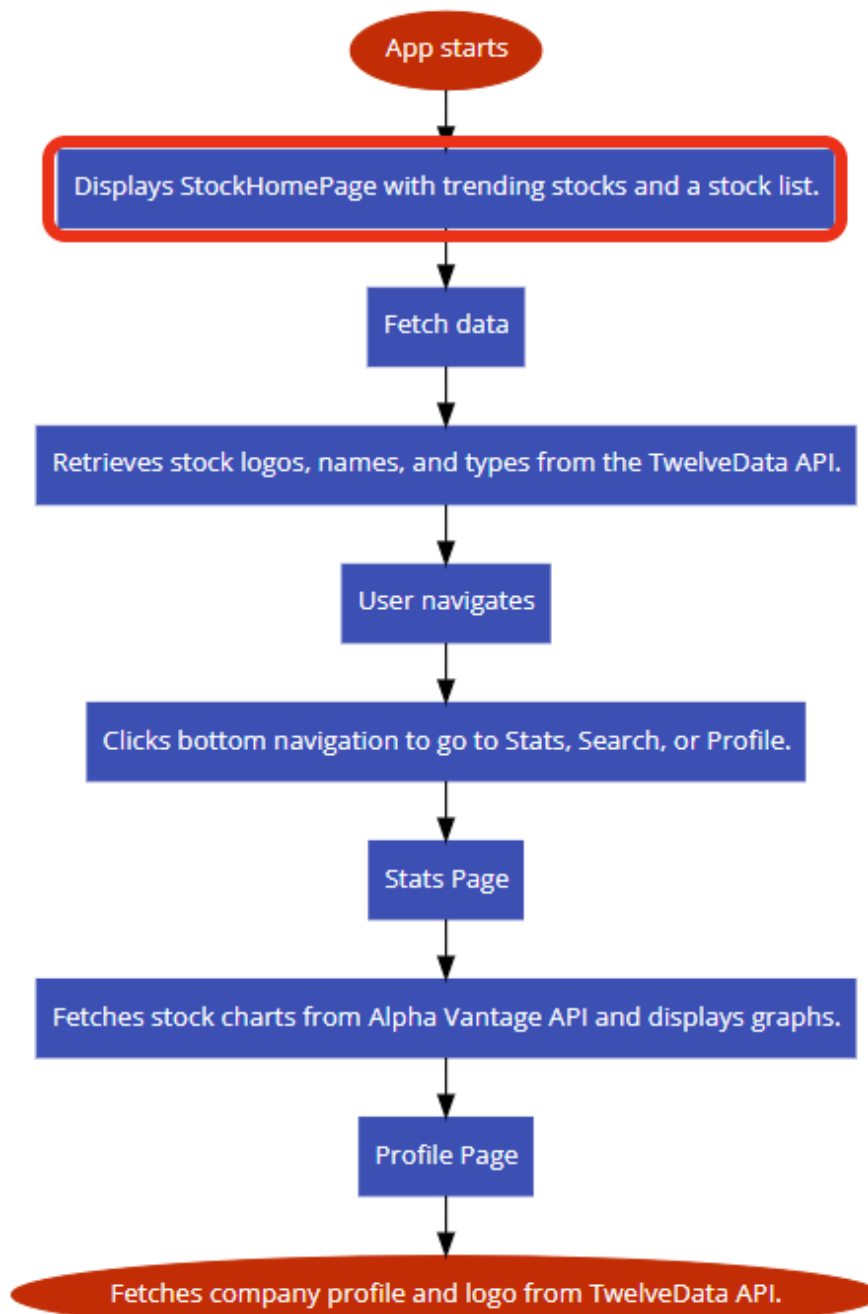 App starts
Displays StockHomePage with trending stocks and a stock list.
Fetch data
Retrieves stock logos, names, and types from the TwelveData API.
User navigates
Clicks bottom navigation to go to Stats, Search, or Profile.
Stats Page
Fetches stock charts from Alpha Vantage API and displays graphs.
Profile Page
Fetches company profile and logo from TwelveData API.